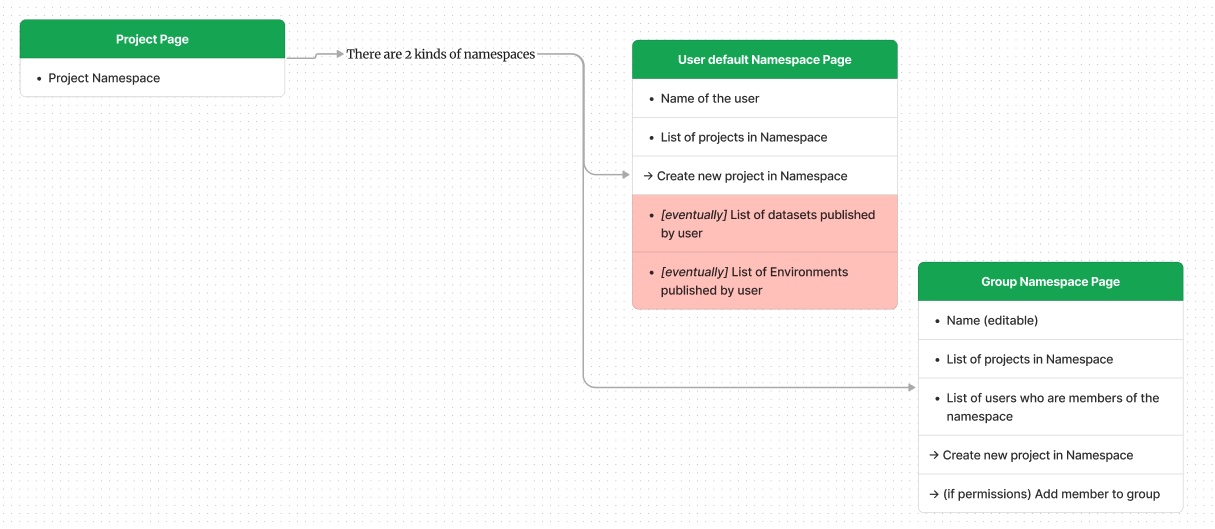 Project Page
• Project Namespace
There are 2 kinds of namespaces
User default Namespace Page
• Name of the user
• List of projects in Namespace
→ Create new project in Namespace
• [eventually] List of datasets published
by user
• [eventually] List of Environments
published by user
Group Namespace Page
• Name (editable)
• List of projects in Namespace
• List of users who are members of the
namespace
→ Create new project in Namespace
→ (if permissions) Add member to group